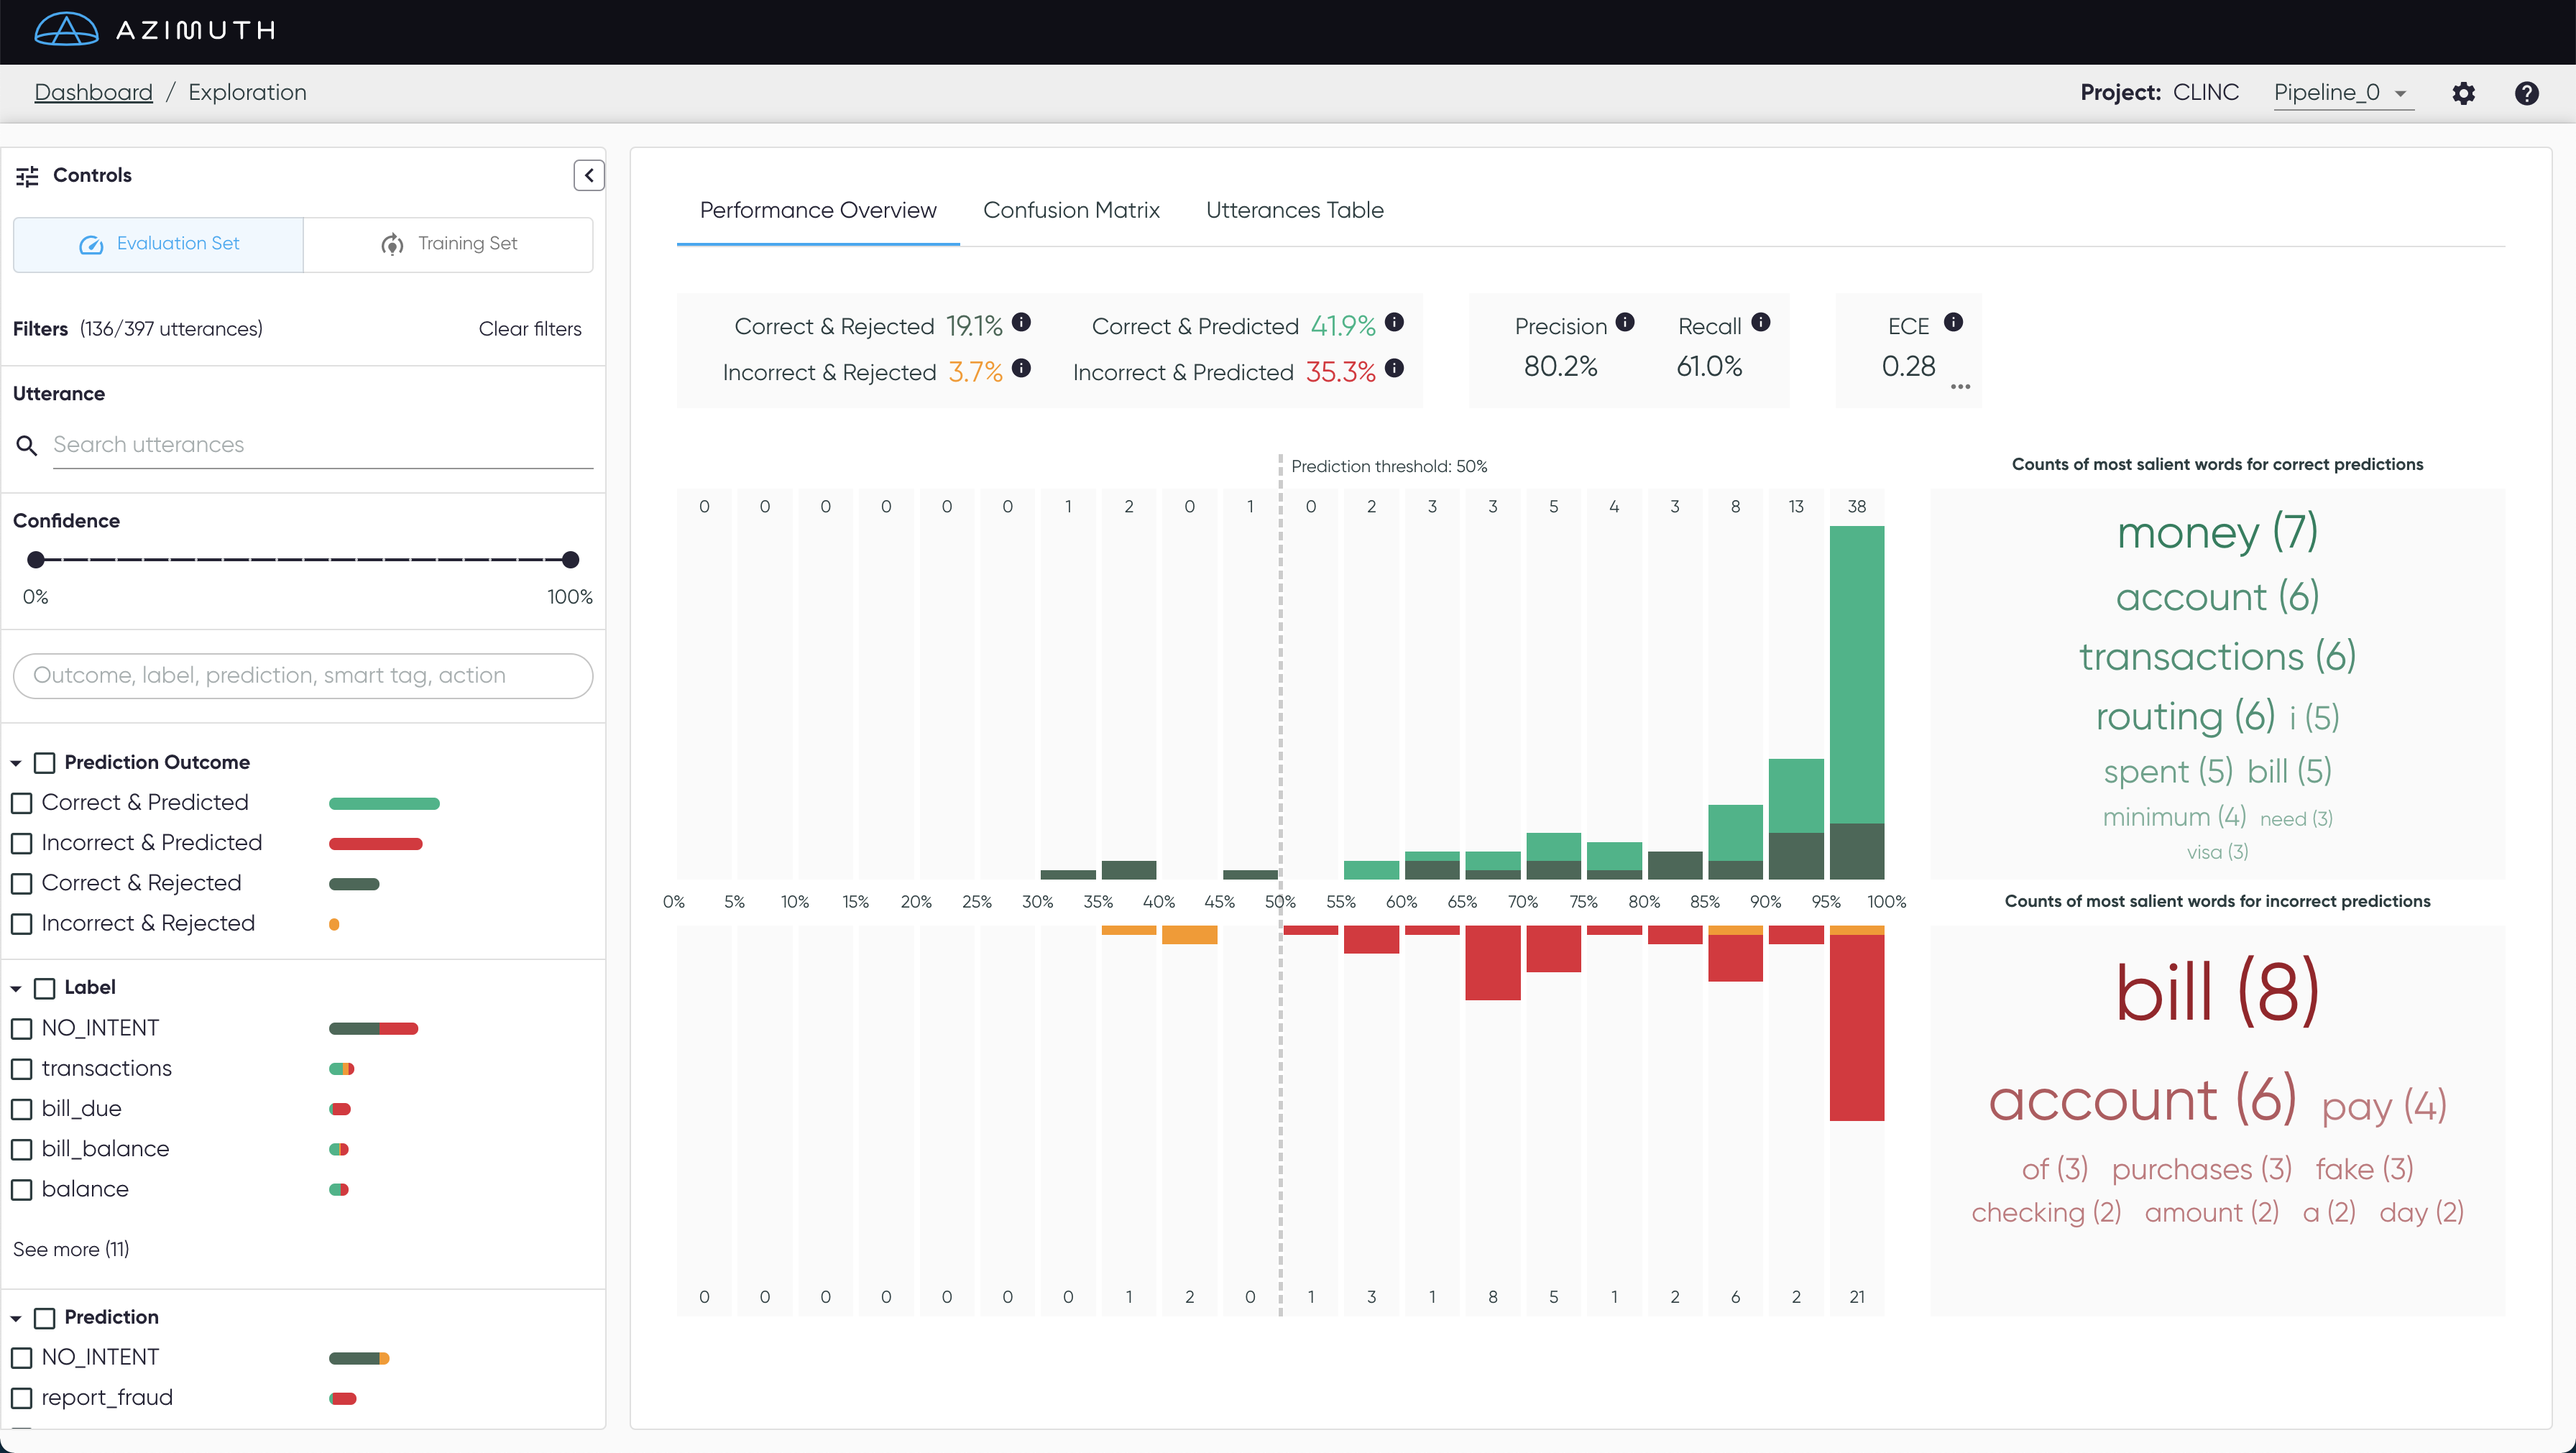 AZIMUTH
Dashboard / Exploration
Project: CLINC Pipeline_0
Controls
Evaluation Set Training Set
Filters (136/397 utterances) Clear filters
Utterance
Search utterances
Confidence
0% 100%
Outcome, label, prediction, smart tag, action
Prediction Outcome
Correct & Predicted
Incorrect & Predicted
Correct & Rejected
Incorrect & Rejected
Label
NO_INTENT
transactions
bill_due
bill_balance
balance
See more (11)
Prediction
NO_INTENT
report_fraud
Performance Overview Confusion Matrix Utterances Table
Correct & Rejected 19.1% Correct & Predicted 41.9%
Incorrect & Rejected 3.7% Incorrect & Predicted 35.3%
Precision Recall
80.2% 61.0%
ECE
0.28
Prediction threshold: 50%
0 0 0 0 0 0 1 2 0 1 0 2 3 3 5 4 3 8 13 38
0% 5% 10% 15% 20% 25% 30% 35% 40% 45% 50% 55% 60% 65% 70% 75% 80% 85% 90% 95% 100%
0 0 0 0 0 0 0 1 2 0 1 3 1 8 5 1 2 6 2 21
Counts of most salient words for correct predictions
money (7)
account (6)
transactions (6)
routing (6) i (5)
spent (5) bill (5)
minimum (4) need (3)
visa (3)
Counts of most salient words for incorrect predictions
bill (8)
account (6) pay (4)
of (3) purchases (3) fake (3)
checking (2) amount (2) a (2) day (2)